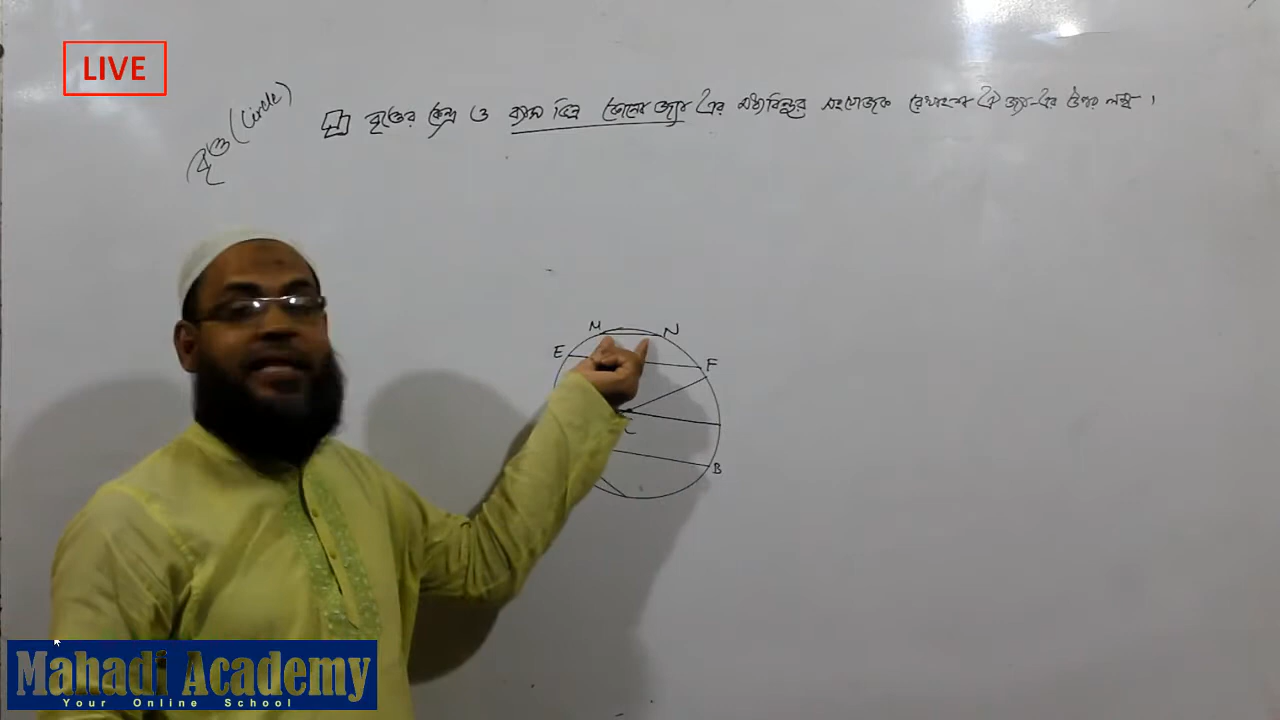 LIVE
বৃত্ত (Circle)
বৃত্তের কেন্দ্র ও ব্যাস ভিন্ন কোনো জ্যা এর মধ্যবিন্দুর সংযোজক রেখাংশ ঐ জ্যা-এর উপর লম্ব।
M N
E F
C
B
Mahadi Academy
Your Online School